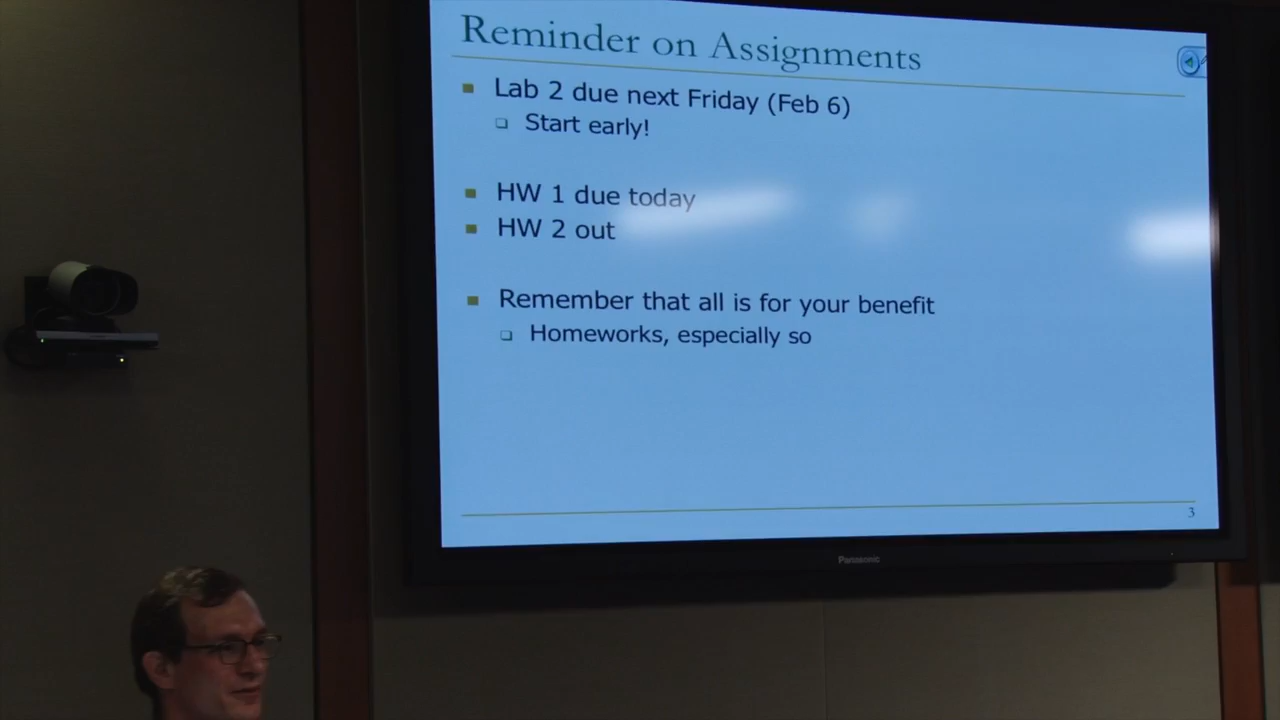 Reminder on Assignments
Lab 2 due next Friday (Feb 6)
Start early!
HW 1 due today
HW 2 out
Remember that all is for your benefit
Homeworks, especially so
3
Panasonic